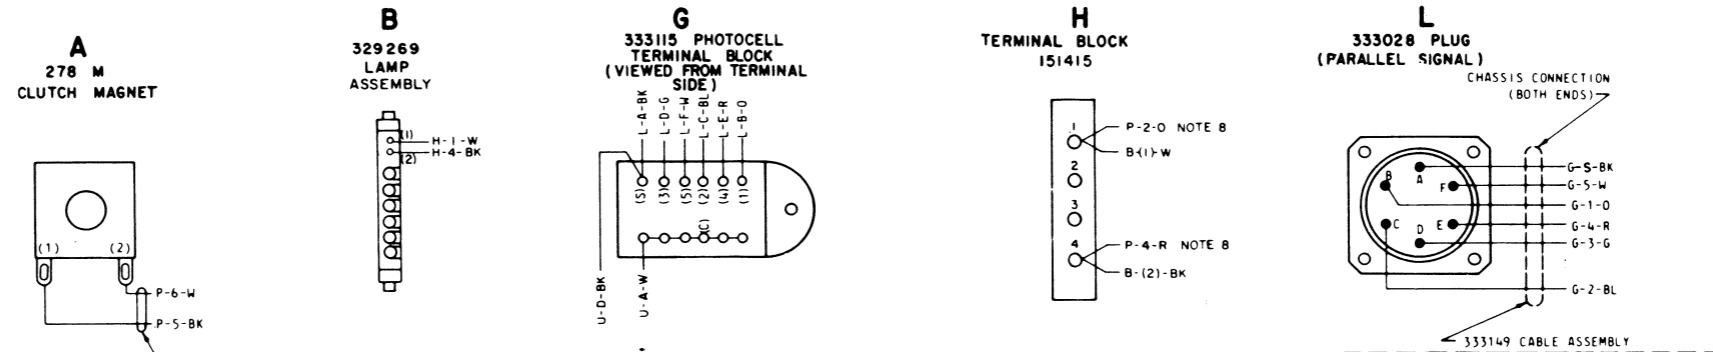 A
278 M
CLUTCH MAGNET
(1)
(2)
P-6-W
P-5-BK
B
329269
LAMP
ASSEMBLY
(1)
H-1-W
H-4-BK
(2)
G
333115 PHOTOCELL
TERMINAL BLOCK
(VIEWED FROM TERMINAL
SIDE)
L-A-BK
L-D-G
L-F-W
L-C-BL
L-E-R
L-B-O
(S)
(3)
(5)
(2)
(4)
(1)
(C)
U-D-BK
U-A-W
H
TERMINAL BLOCK
151415
1
P-2-O NOTE 8
B-(1)-W
2
3
4
P-4-R NOTE 8
B-(2)-BK
L
333028 PLUG
(PARALLEL SIGNAL)
CHASSIS CONNECTION
(BOTH ENDS)
B
A
F
C
D
E
G-S-BK
G-5-W
G-1-O
G-4-R
G-3-G
G-2-BL
333149 CABLE ASSEMBLY